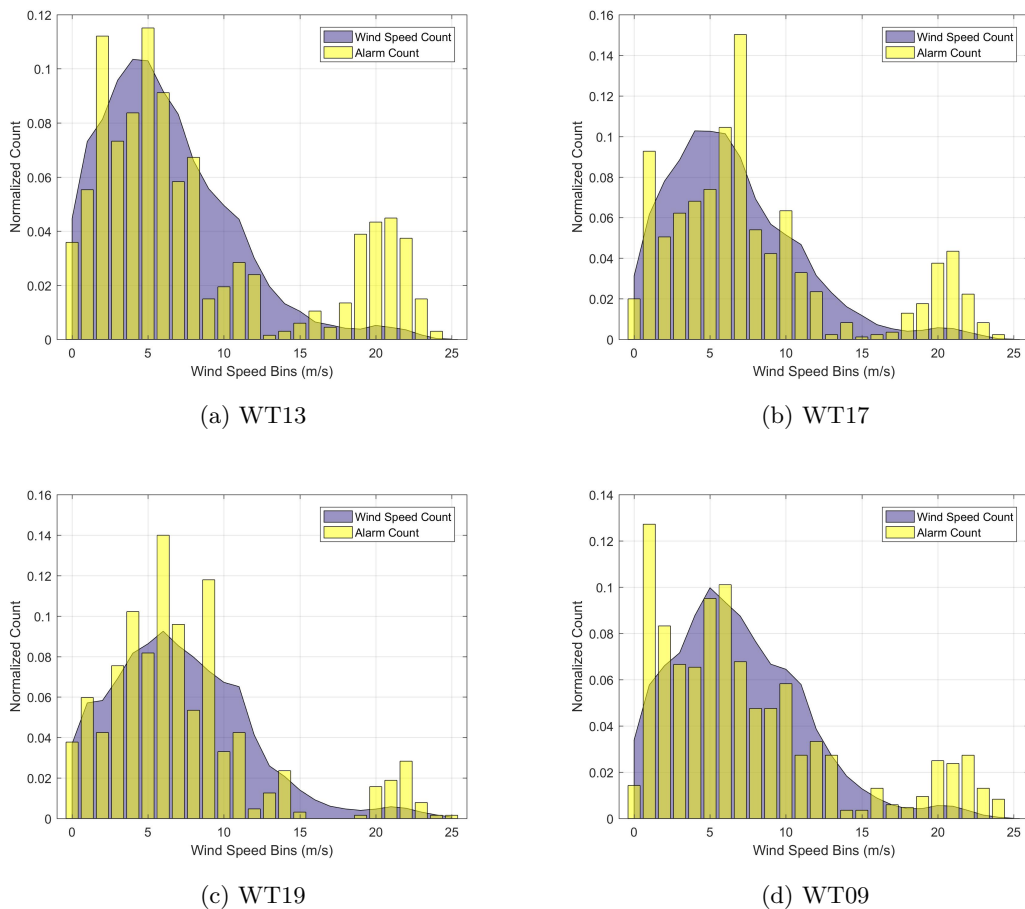 0.12
0.1
0.08
0.06
0.04
0.02
0
Normalized Count
Wind Speed Count
Alarm Count
0 5 10 15 20 25
Wind Speed Bins (m/s)
(a) WT13
0.16
0.14
0.12
0.1
0.08
0.06
0.04
0.02
0
Normalized Count
Wind Speed Count
Alarm Count
0 5 10 15 20 25
Wind Speed Bins (m/s)
(b) WT17
0.16
0.14
0.12
0.1
0.08
0.06
0.04
0.02
0
Normalized Count
Wind Speed Count
Alarm Count
0 5 10 15 20 25
Wind Speed Bins (m/s)
(c) WT19
0.14
0.12
0.1
0.08
0.06
0.04
0.02
0
Normalized Count
Wind Speed Count
Alarm Count
0 5 10 15 20 25
Wind Speed Bins (m/s)
(d) WT09